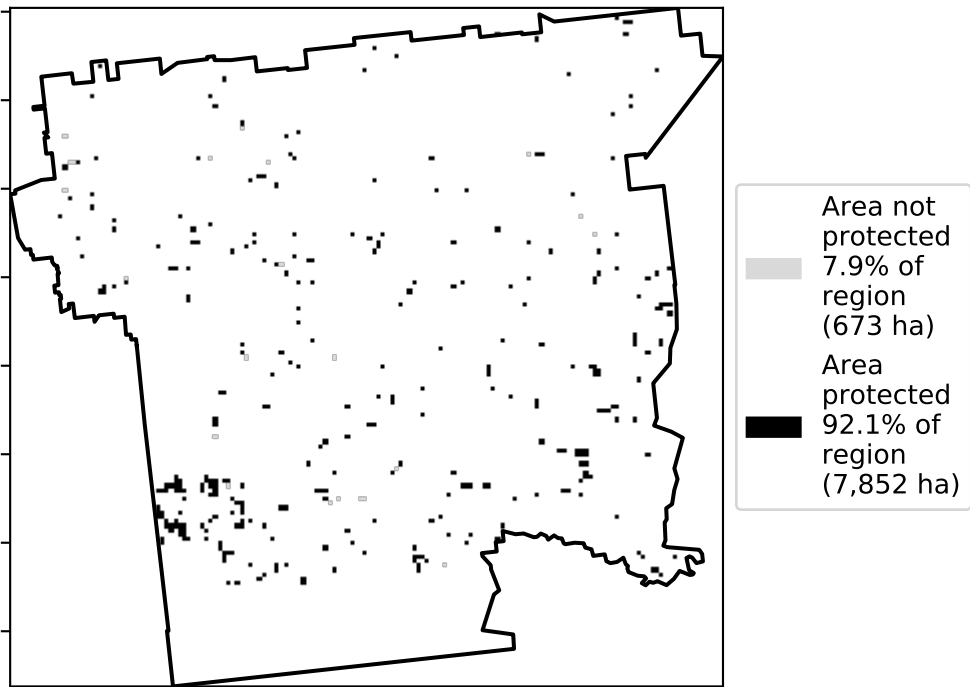 Area not
protected
7.9% of
region
(673 ha)
Area
protected
92.1% of
region
(7,852 ha)